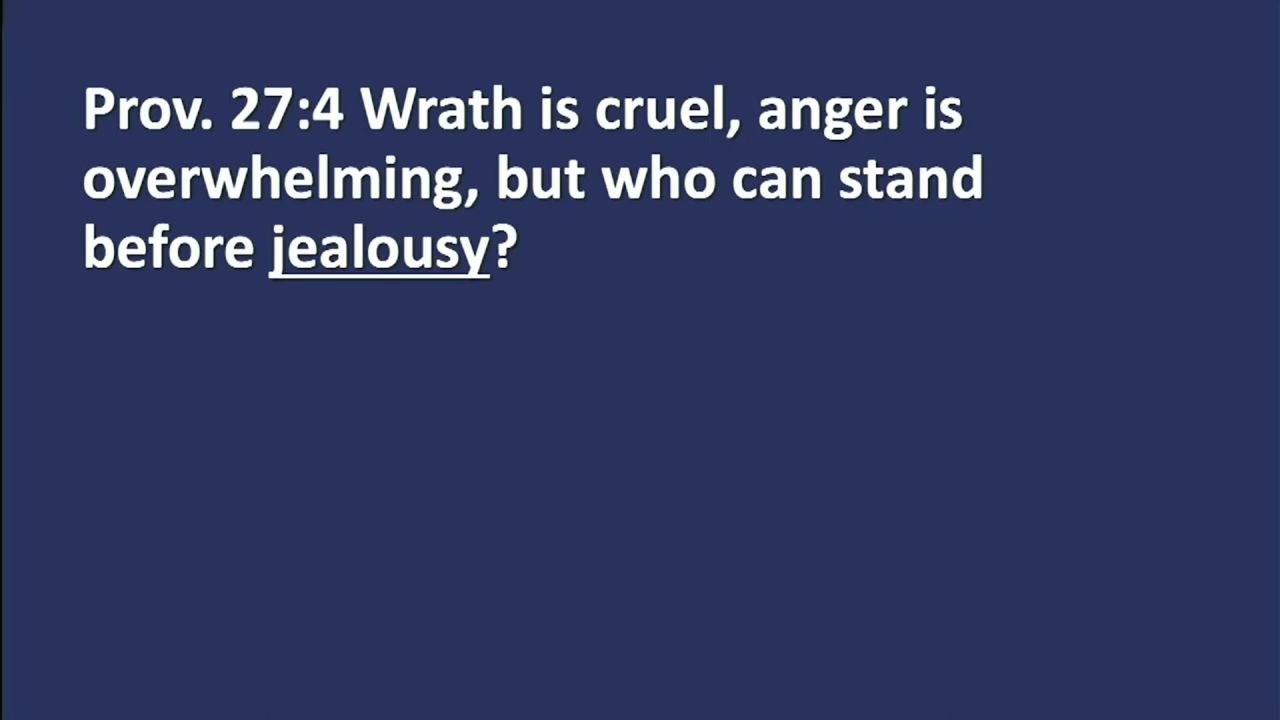 Prov. 27:4 Wrath is cruel, anger is
overwhelming, but who can stand
before jealousy?